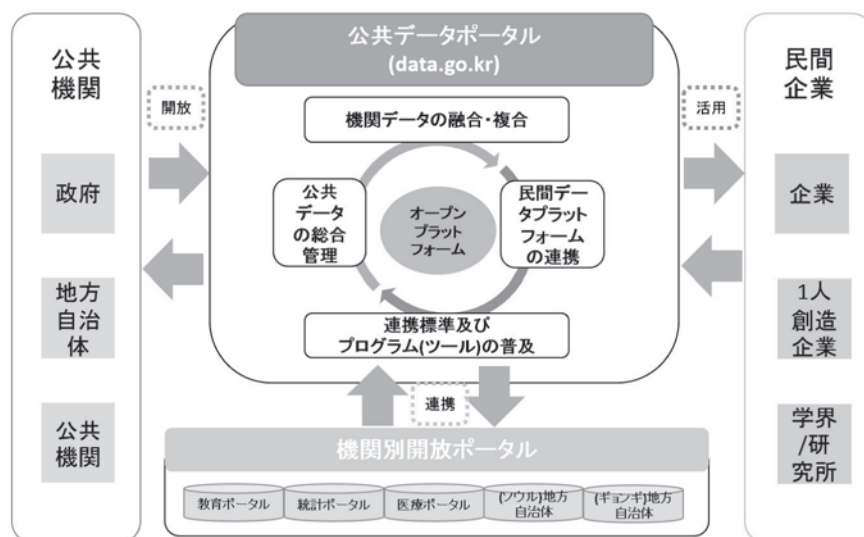 公共
機関
開放
政府
地方
自治
体
公共
機関
公共データポータル
(data.go.kr)
機関データの融合・複合
公共
データ
の総合
管理
オープン
プラット
フォーム
民間デー
タプラット
フォーム
の連携
連携標準及び
プログラム(ツール)の普及
連携
機関別開放ポータル
教育ポータル
統計ポータル
医療ポータル
(ソウル)地方
自治体
(ギョンギ)地方
自治体
活用
民間
企業
企業
1人
創造
企業
学界
/研
究所